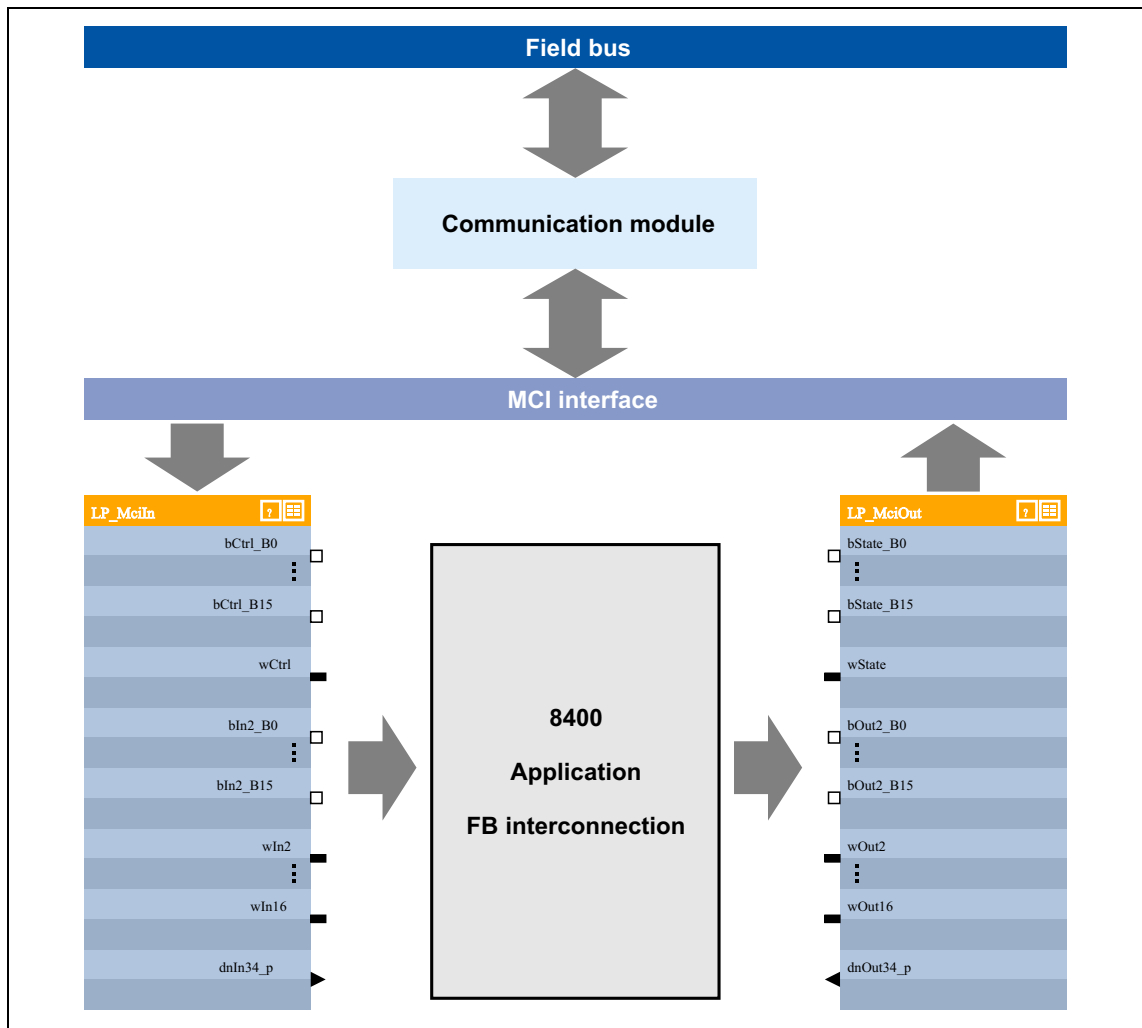 Field bus
Communication module
MCI interface
LP_MciIn ?
bCtrl_B0
bCtrl_B15
wCtrl
bIn2_B0
bIn2_B15
wIn2
wIn16
dnIn34_p
8400
Application
FB interconnection
LP_MciOut ?
bState_B0
bState_B15
wState
bOut2_B0
bOut2_B15
wOut2
wOut16
dnOut34_p